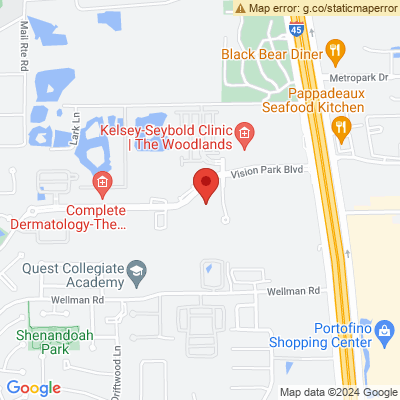 Map error: g.co/staticmaperror
45
Mail Rte Rd
Black Bear Diner
Metropark Dr
Pappadeaux
Seafood Kitchen
Lark Ln
Kelsey-Seybold Clinic
| The Woodlands
Vision Park Blvd
Complete
Dermatology-The...
Quest Collegiate
Academy
Wellman Rd
Wellman Rd
Shenandoah
Park
Driftwood Ln
Portofino
Shopping Center
Google
Map data ©2024 Google